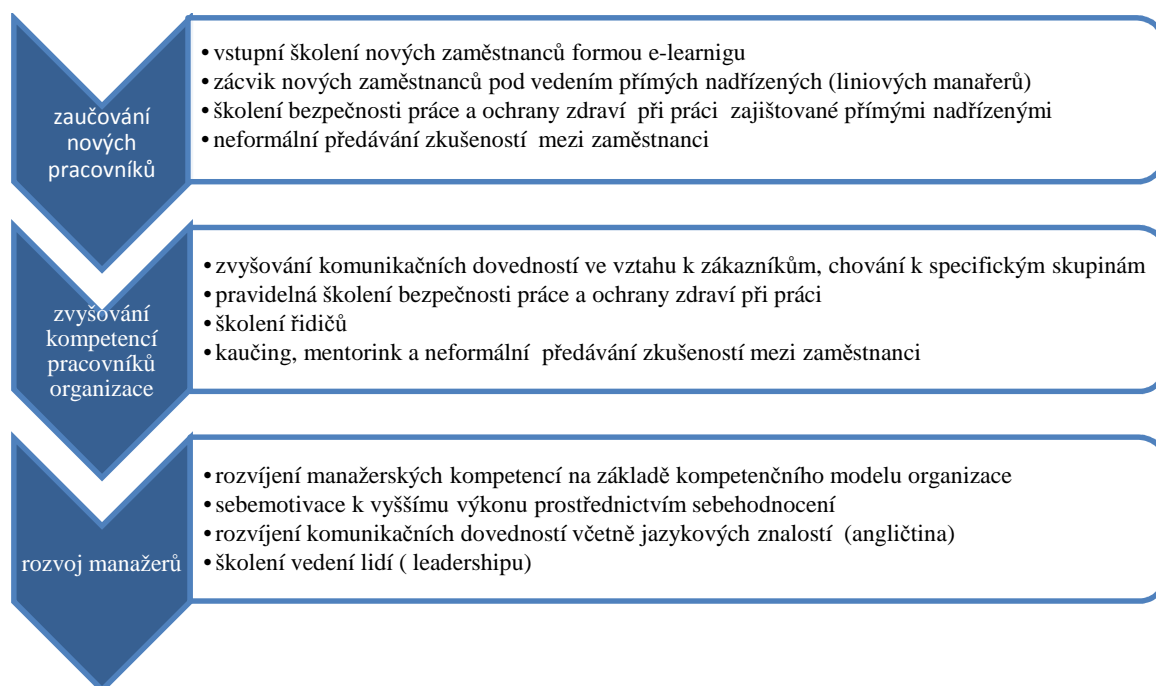 zaučování
nových
pracovníků
• vstupní školení nových zaměstnanců formou e-learnigu
• zácvik nových zaměstnanců pod vedením přímých nadřízených (liniových manařerů)
• školení bezpečnosti práce a ochrany zdraví při práci zajištované přímými nadřízenými
• neformální předávání zkušeností mezi zaměstnanci
zvyšování
kompetencí
pracovníků
organizace
• zvyšování komunikačních dovedností ve vztahu k zákazníkům, chování k specifickým skupinám
• pravidelná školení bezpečnosti práce a ochrany zdraví při práci
• školení řidičů
• kaučing, mentorink a neformální předávání zkušeností mezi zaměstnanci
rozvoj manažerů
• rozvíjení manažerských kompetencí na základě kompetenčního modelu organizace
• sebemotivace k vyššímu výkonu prostřednictvím sebehodnocení
• rozvíjení komunikačních dovedností včetně jazykových znalostí (angličtina)
• školení vedení lidí ( leadershipu)